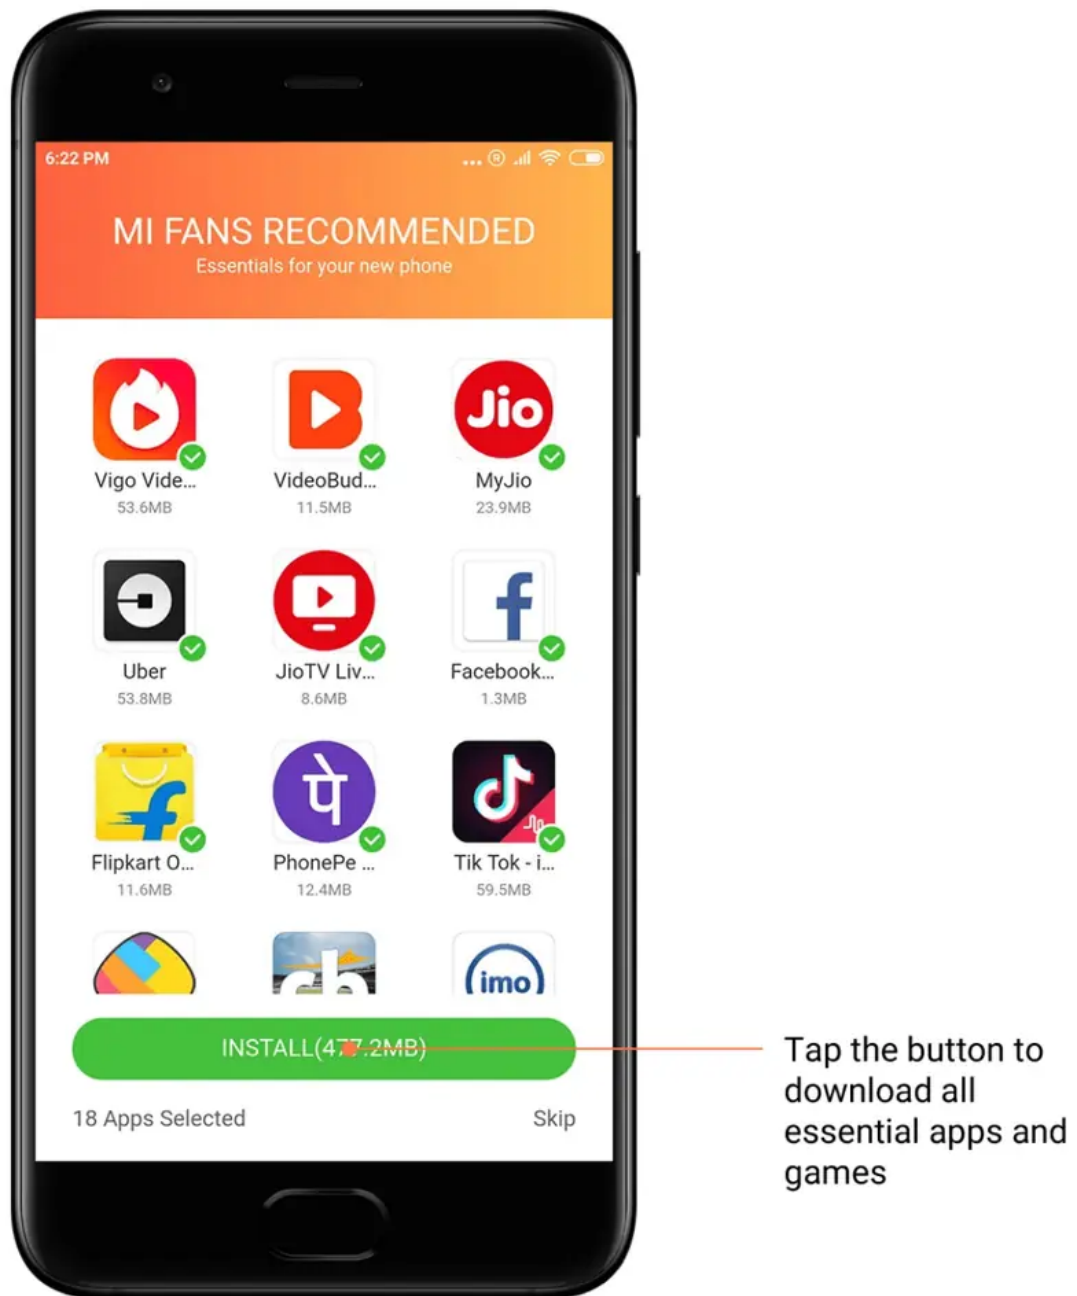 6:22 PM
MI FANS RECOMMENDED
Essentials for your new phone
Jio
Vigo Vide...
VideoBud...
MyJio
53.6MB
11.5MB
23.9MB
Uber
JioTV Liv...
Facebook...
53.8MB
8.6MB
1.3MB
पे
Flipkart O...
PhonePe ...
Tik Tok - i...
11.6MB
12.4MB
59.5MB
cb
imo
INSTALL(477.2MB)
18 Apps Selected
Skip
Tap the button to
download all
essential apps and
games